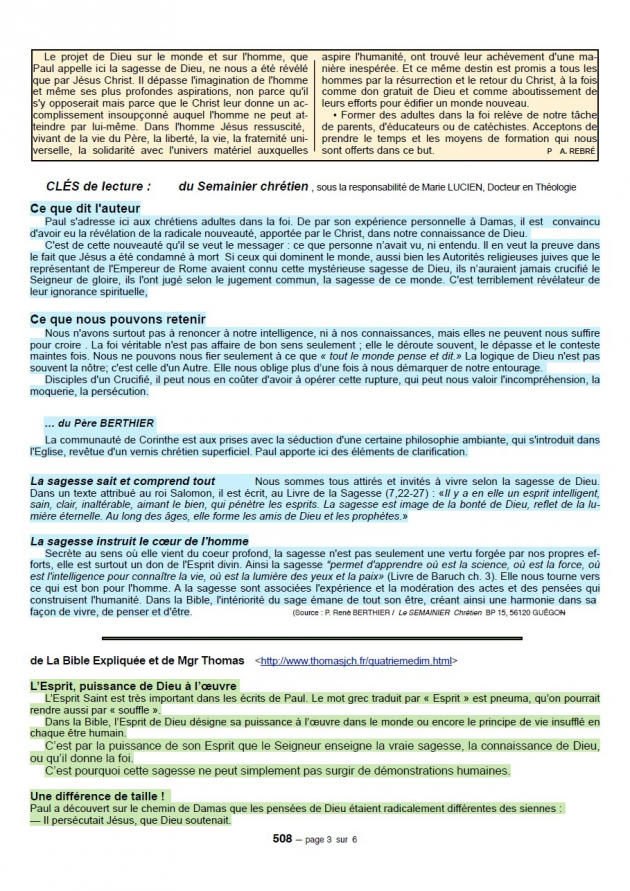 Le projet de Dieu sur le monde et sur l'homme, que
Paul appelle ici la sagesse de Dieu, ne nous a été révélé
que par Jésus Christ. Il dépasse l'imagination de l'homme
et même ses plus profondes aspirations, non parce qu'il
s'y opposerait mais parce que le Christ leur donne un ac-
complissement insoupçonné auquel l'homme ne peut at-
teindre par lui-même. Dans l'homme Jésus ressuscité,
vivant de la vie du Père, la liberté, la vie, la fraternité uni-
verselle, la solidarité avec l'univers matériel auxquelles
aspire l'humanité, ont trouvé leur achèvement d'une ma-
nière inespérée. Et ce même destin est promis a tous les
hommes par la résurrection et le retour du Christ, à la fois
comme don gratuit de Dieu et comme aboutissement de
leurs efforts pour édifier un monde nouveau.
• Former des adultes dans la foi relève de notre tâche
de parents, d'éducateurs ou de catéchistes. Acceptons de
prendre le temps et les moyens de formation qui nous
sont offerts dans ce but. P A. REBRÉ
CLÉS de lecture : du Semainier chrétien , sous la responsabilité de Marie LUCIEN, Docteur en Théologie
Ce que dit l'auteur
Paul s'adresse ici aux chrétiens adultes dans la foi. De par son expérience personnelle à Damas, il est convaincu
d'avoir eu la révélation de la radicale nouveauté, apportée par le Christ, dans notre connaissance de Dieu.
C'est de cette nouveauté qu'il se veut le messager : ce que personne n'avait vu, ni entendu. Il en veut la preuve dans
le fait que Jésus a été condamné à mort Si ceux qui dominent le monde, aussi bien les Autorités religieuses juives que le
représentant de l'Empereur de Rome avaient connu cette mystérieuse sagesse de Dieu, ils n'auraient jamais crucifié le
Seigneur de gloire, ils l'ont jugé selon le jugement commun, la sagesse de ce monde. C'est terriblement révélateur de
leur ignorance spirituelle,
Ce que nous pouvons retenir
Nous n'avons surtout pas à renoncer à notre intelligence, ni à nos connaissances, mais elles ne peuvent nous suffire
pour croire . La foi véritable n'est pas affaire de bon sens seulement ; elle le déroute souvent, le dépasse et le conteste
maintes fois. Nous ne pouvons nous fier seulement à ce que « tout le monde pense et dit.» La logique de Dieu n'est pas
souvent la nôtre; c'est celle d'un Autre. Elle nous oblige plus d'une fois à nous démarquer de notre entourage.
Disciples d'un Crucifié, il peut nous en coûter d'avoir à opérer cette rupture, qui peut nous valoir l'incompréhension, la
moquerie, la persécution.
... du Père BERTHIER
La communauté de Corinthe est aux prises avec la séduction d'une certaine philosophie ambiante, qui s'introduit dans
l'Eglise, revêtue d'un vernis chrétien superficiel. Paul apporte ici des éléments de clarification.
La sagesse sait et comprend tout Nous sommes tous attirés et invités à vivre selon la sagesse de Dieu.
Dans un texte attribué au roi Salomon, il est écrit, au Livre de la Sagesse (7,22-27) : «Il y a en elle un esprit intelligent,
sain, clair, inaltérable, aimant le bien, qui pénètre les esprits. La sagesse est image de la bonté de Dieu, reflet de la lu-
mière éternelle. Au long des âges, elle forme les amis de Dieu et les prophètes.»
La sagesse instruit le cœur de l'homme
Secrète au sens où elle vient du coeur profond, la sagesse n'est pas seulement une vertu forgée par nos propres ef-
forts, elle est surtout un don de l'Esprit divin. Ainsi la sagesse "permet d'apprendre où est la science, où est la force, où
est l'intelligence pour connaître la vie, où est la lumière des yeux et la paix» (Livre de Baruch ch. 3). Elle nous tourne vers
ce qui est bon pour l'homme. A la sagesse sont associées l'expérience et la modération des actes et des pensées qui
construisent l'humanité. Dans la Bible, l'intériorité du sage émane de tout son être, créant ainsi une harmonie dans sa
façon de vivre, de penser et d'être. (Source : P. René BERTHIER / Le SEMAINIER Chrétien BP 15, 56120 GUÉGON
de La Bible Expliquée et de Mgr Thomas <http://www.thomasjch.fr/quatriemedim.html>
L'Esprit, puissance de Dieu à l'œuvre
L'Esprit Saint est très important dans les écrits de Paul. Le mot grec traduit par « Esprit » est pneuma, qu'on pourrait
rendre aussi par « souffle ».
Dans la Bible, l'Esprit de Dieu désigne sa puissance à l'œuvre dans le monde ou encore le principe de vie insufflé en
chaque être humain.
C'est par la puissance de son Esprit que le Seigneur enseigne la vraie sagesse, la connaissance de Dieu,
ou qu'il donne la foi.
C'est pourquoi cette sagesse ne peut simplement pas surgir de démonstrations humaines.
Une différence de taille !
Paul a découvert sur le chemin de Damas que les pensées de Dieu étaient radicalement différentes des siennes :
— Il persécutait Jésus, que Dieu soutenait.
508 — page 3 sur 6